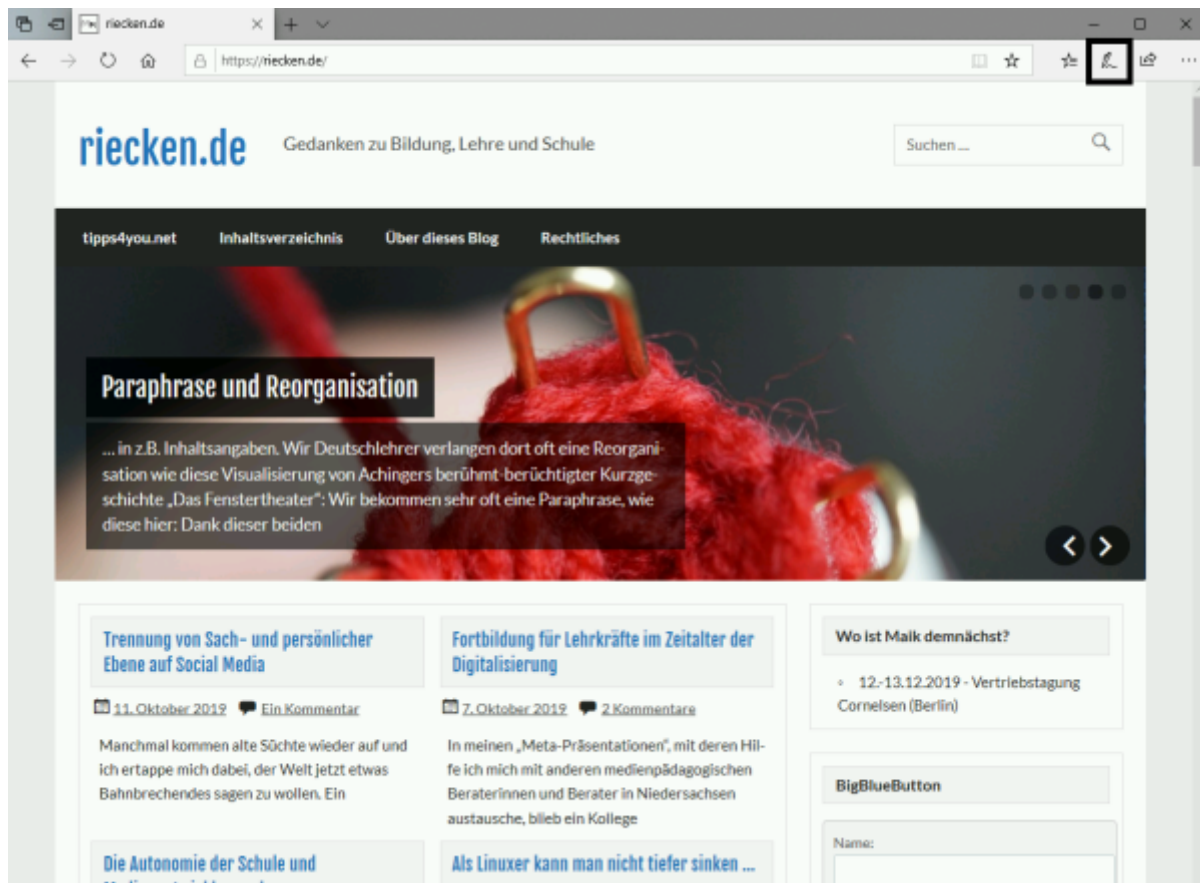 riecken.de
https://riecken.de/
riecken.de
Gedanken zu Bildung, Lehre und Schule
Suchen ...
tipps4you.net
Inhaltsverzeichnis
Über dieses Blog
Rechtliches
Paraphrase und Reorganisation
... in z.B. Inhaltsangaben. Wir Deutschlehrer verlangen dort oft eine Reorgani-
sation wie diese Visualisierung von Achingers berühmt-berüchtigter Kurzge-
schichte „Das Fenstertheater“: Wir bekommen sehr oft eine Paraphrase, wie
diese hier: Dank dieser beiden
Trennung von Sach- und persönlicher
Ebene auf Social Media
11. Oktober 2019 Ein Kommentar
Manchmal kommen alte Süchte wieder auf und
ich ertappe mich dabei, der Welt jetzt etwas
Bahnbrechendes sagen zu wollen. Ein
Die Autonomie der Schule und
Fortbildung für Lehrkräfte im Zeitalter der
Digitalisierung
7. Oktober 2019 2 Kommentare
In meinen „Meta-Präsentationen“, mit deren Hil-
fe ich mich mit anderen medienpädagogischen
Beraterinnen und Berater in Niedersachsen
austausche, blieb ein Kollege
Als Linuxer kann man nicht tiefer sinken ...
Wo ist Maik demnächst?
12.-13.12.2019 - Vertriebstagung
Cornelsen (Berlin)
BigBlueButton
Name: